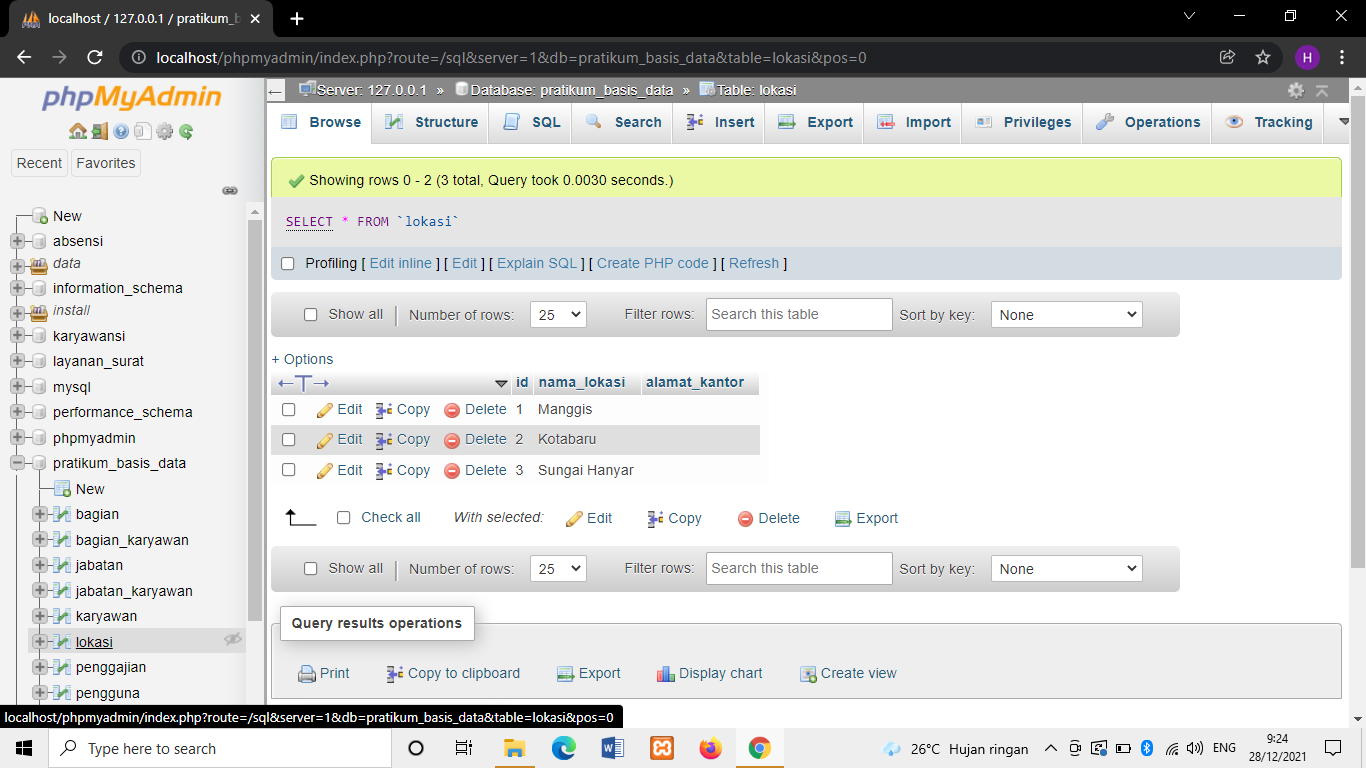 localhost / 127.0.0.1 / pratikum_b
localhost/phpmyadmin/index.php?route=/sql&server=1&db=pratikum_basis_data&table=lokasi&pos=0
H
phpMyAdmin
Recent Favorites
New
absensi
data
information_schema
install
karyawansi
layanan_surat
mysql
performance_schema
phpmyadmin
pratikum_basis_data
New
bagian
bagian_karyawan
jabatan
jabatan_karyawan
karyawan
lokasi
penggajian
pengguna
Server: 127.0.0.1 » Database: pratikum_basis_data » Table: lokasi
Browse Structure SQL Search Insert Export Import Privileges Operations Tracking
Showing rows 0 - 2 (3 total, Query took 0.0030 seconds.)
SELECT * FROM `lokasi`
Profiling [ Edit inline ] [ Edit ] [ Explain SQL ] [ Create PHP code ] [ Refresh ]
Show all | Number of rows: 25 Filter rows: Search this table Sort by key: None
+ Options
←T→ id nama_lokasi alamat_kantor
Edit Copy Delete 1 Manggis
Edit Copy Delete 2 Kotabaru
Edit Copy Delete 3 Sungai Hanyar
Check all With selected: Edit Copy Delete Export
Show all | Number of rows: 25 Filter rows: Search this table Sort by key: None
Query results operations
Print Copy to clipboard Export Display chart Create view
localhost/phpmyadmin/index.php?route=/sql&server=1&db=pratikum_basis_data&table=lokasi&pos=0
Type here to search
26°C Hujan ringan
ENG
9:24
28/12/2021